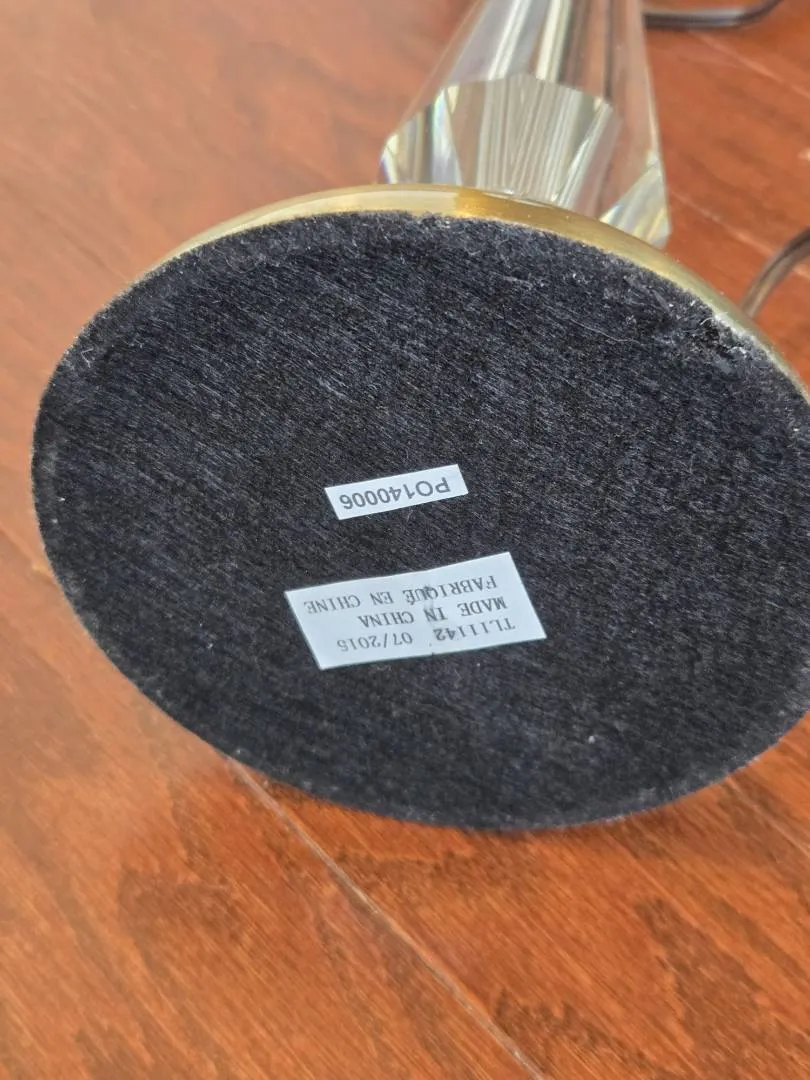 TL11142 07/2015
MADE IN CHINA
FABRIQUÉ EN CHINE
PO140006